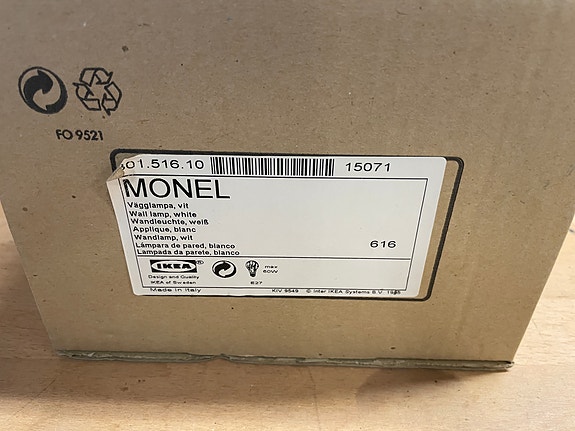 FO 9521
01.516.10 15071
MONEL
Vägglampa, vit
Wall lamp, white
Wandleuchte, weiß
Applique, blanc
Wandlamp, wit
Lámpara de pared, blanco
Lampada da parete, bianco
616
IKEA®
Design and Quality
IKEA of Sweden
max
60W
E27
Made in Italy
KIV 9549 © Inter IKEA Systems B.V.